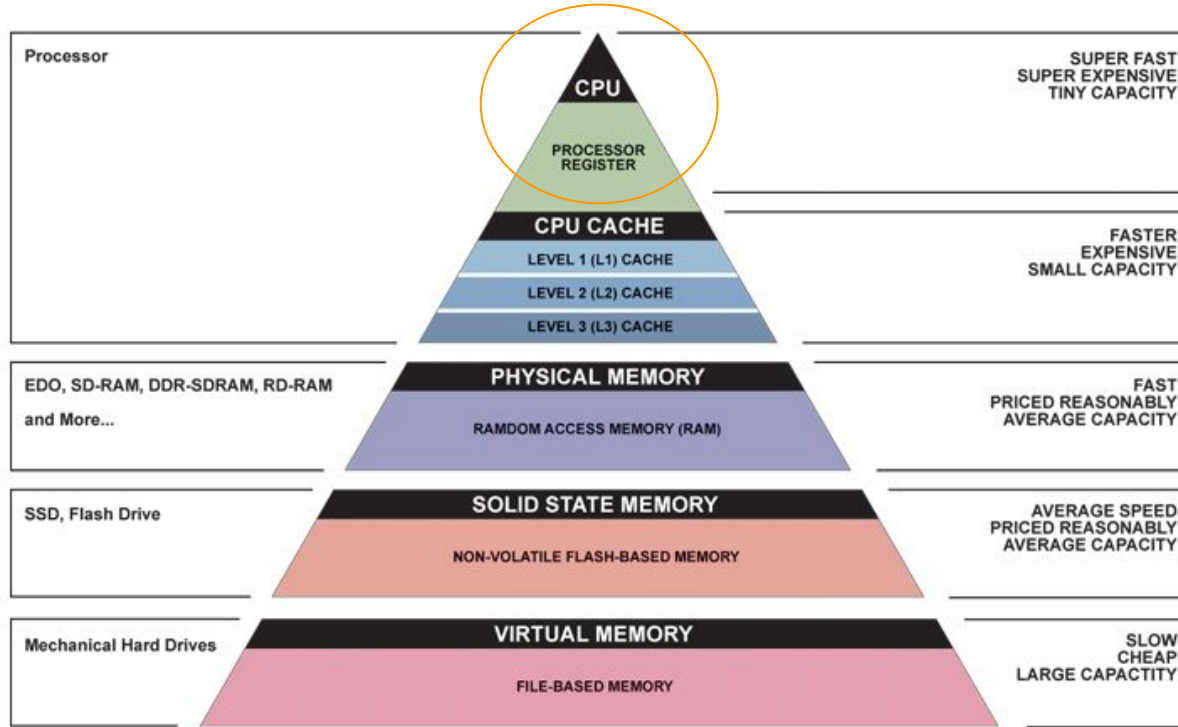 Processor
CPU
PROCESSOR
REGISTER
SUPER FAST
SUPER EXPENSIVE
TINY CAPACITY
CPU CACHE
LEVEL 1 (L1) CACHE
LEVEL 2 (L2) CACHE
LEVEL 3 (L3) CACHE
FASTER
EXPENSIVE
SMALL CAPACITY
EDO, SD-RAM, DDR-SDRAM, RD-RAM
and More...
PHYSICAL MEMORY
RAMDOM ACCESS MEMORY (RAM)
FAST
PRICED REASONABLY
AVERAGE CAPACITY
SSD, Flash Drive
SOLID STATE MEMORY
NON-VOLATILE FLASH-BASED MEMORY
AVERAGE SPEED
PRICED REASONABLY
AVERAGE CAPACITY
Mechanical Hard Drives
VIRTUAL MEMORY
FILE-BASED MEMORY
SLOW
CHEAP
LARGE CAPACTITY